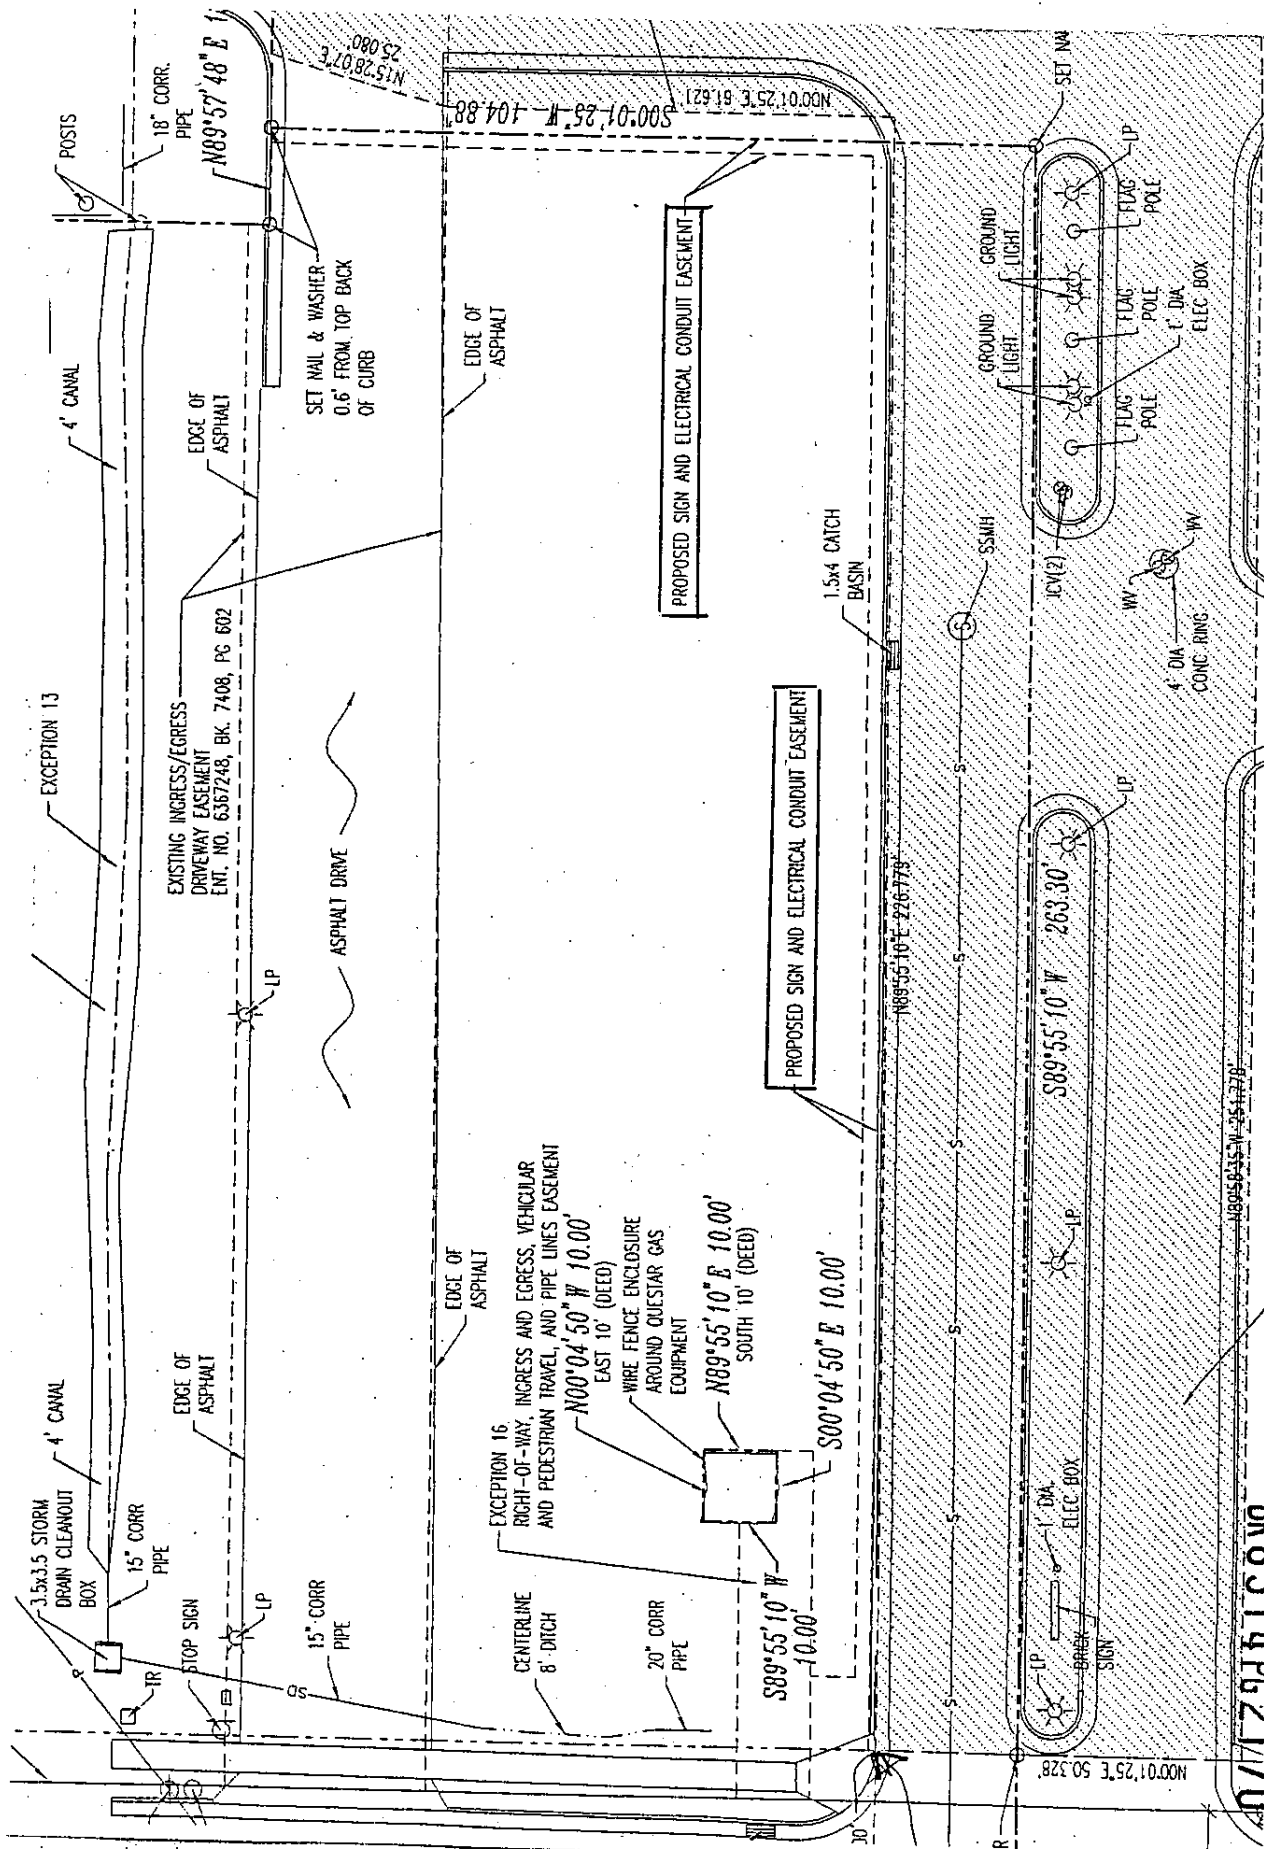 3.5x3.5 STORM
DRAIN CLEANOUT
BOX
4' CANAL
EXCEPTION 13
4' CANAL
POSTS
15" CORR
PIPE
18" CORR.
PIPE
N89°57'48" E
N15°28'07"E
25.080'
P
TR
STOP SIGN
LP
EDGE OF
ASPHALT
LP
EXISTING INGRESS/EGRESS
DRIVEWAY EASEMENT
ENT. NO. 6367248, BK. 7408, PG 602
EDGE OF
ASPHALT
SET NAIL & WASHER
0.6' FROM TOP BACK
OF CURB
SD
15" CORR
PIPE
ASPHALT DRIVE
EDGE OF
ASPHALT
EDGE OF
ASPHALT
S00°01'25" W 104.88'
N00°01'25"E 61.621'
CENTERLINE
8' DITCH
20" CORR
PIPE
EXCEPTION 16
RIGHT-OF-WAY, INGRESS AND EGRESS, VEHICULAR
AND PEDESTRIAN TRAVEL, AND PIPE LINES EASEMENT
N00°04'50" W 10.00'
EAST 10' (DEED)
WIRE FENCE ENCLOSURE
AROUND QUESTAR GAS
EQUIPMENT
N89°55'10" E 10.00'
SOUTH 10' (DEED)
S00°04'50" E 10.00'
S89°55'10" W
10.00'
PROPOSED SIGN AND ELECTRICAL CONDUIT EASEMENT
PROPOSED SIGN AND ELECTRICAL CONDUIT EASEMENT
1.5x4 CATCH
BASIN
N89°55'10"E 226.779'
S
S
S
S
S
S
S
SSMH
ICV(2)
WV
WV
4' DIA
CONC RING
GROUND
LIGHT
GROUND
LIGHT
FLAG
POLE
FLAG
POLE
FLAG
POLE
1' DIA
ELEC BOX
LP
SET NA
S89°55'10" W 263.30'
LP
LP
LP
BRICK
SIGN
1' DIA.
ELEC BOX
N00°01'25"E 50.328'
N89°58'35"W 251.778'